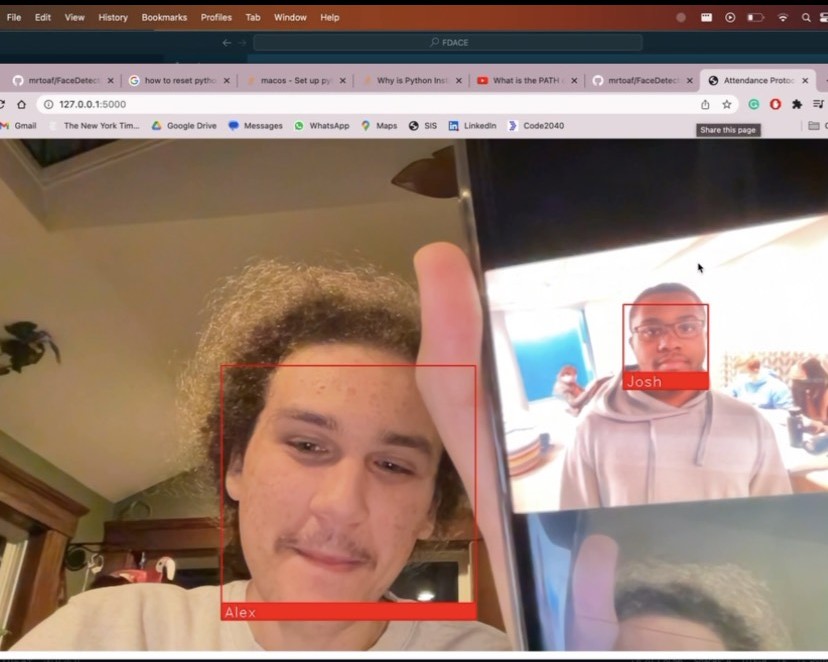 File Edit View History Bookmarks Profiles Tab Window Help
FDACE
mrtoaf/FaceDetect
how to reset pytho
macos - Set up py
Why is Python Inst
What is the PATH
mrtoaf/FaceDetect
Attendance Protoc
127.0.0.1:5000
Gmail
The New York Tim...
Google Drive
Messages
WhatsApp
Maps
SIS
LinkedIn
Code2040
Share this page
Josh
Alex